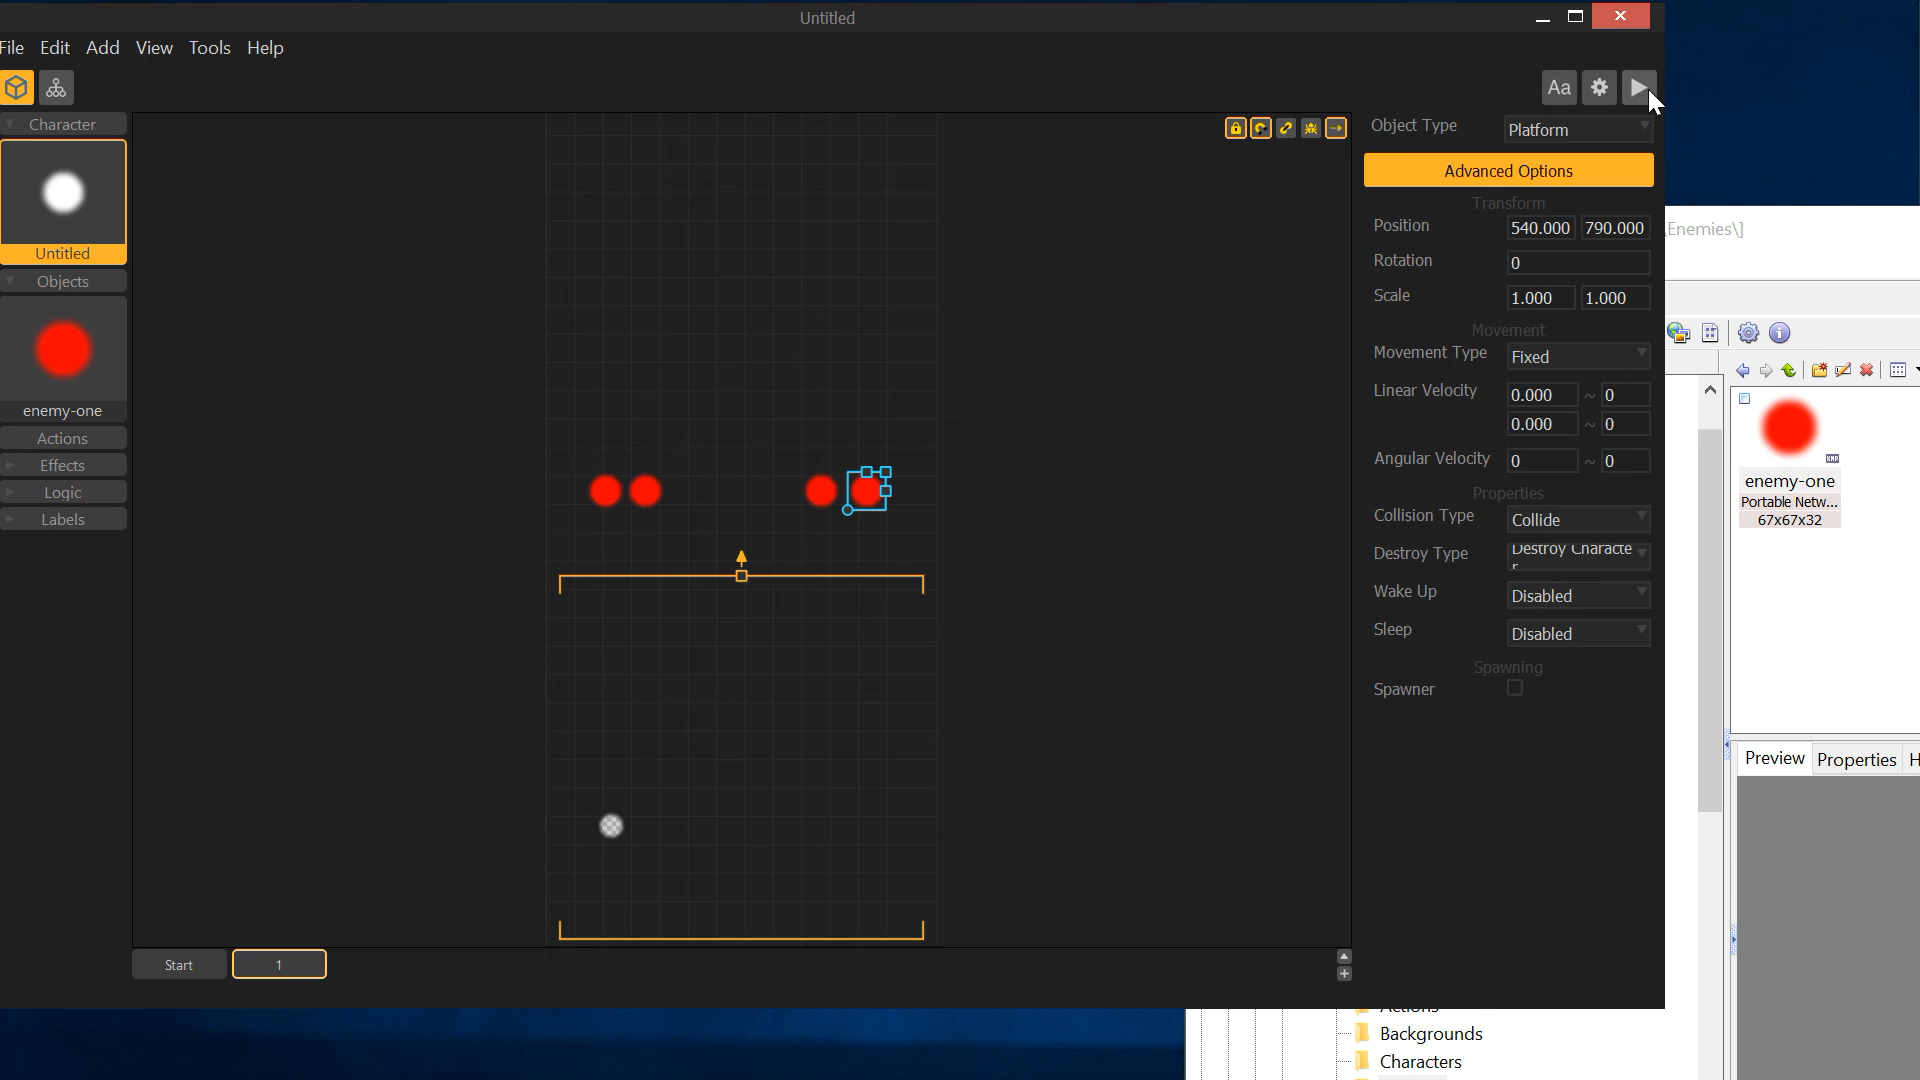 Untitled
File Edit Add View Tools Help
Aa
Character
Untitled
Objects
enemy-one
Actions
Effects
Logic
Labels
Start
1
Object Type Platform
Advanced Options
Transform
Position 540.000 790.000
Rotation 0
Scale 1.000 1.000
Movement
Movement Type Fixed
Linear Velocity 0.000 ~ 0
0.000 ~ 0
Angular Velocity 0 ~ 0
Properties
Collision Type Collide
Destroy Type Destroy Characte
r
Wake Up Disabled
Sleep Disabled
Spawning
Spawner
\Enemies\]
XMP
enemy-one
Portable Netw...
67x67x32
Preview Properties H
Actions
Backgrounds
Characters